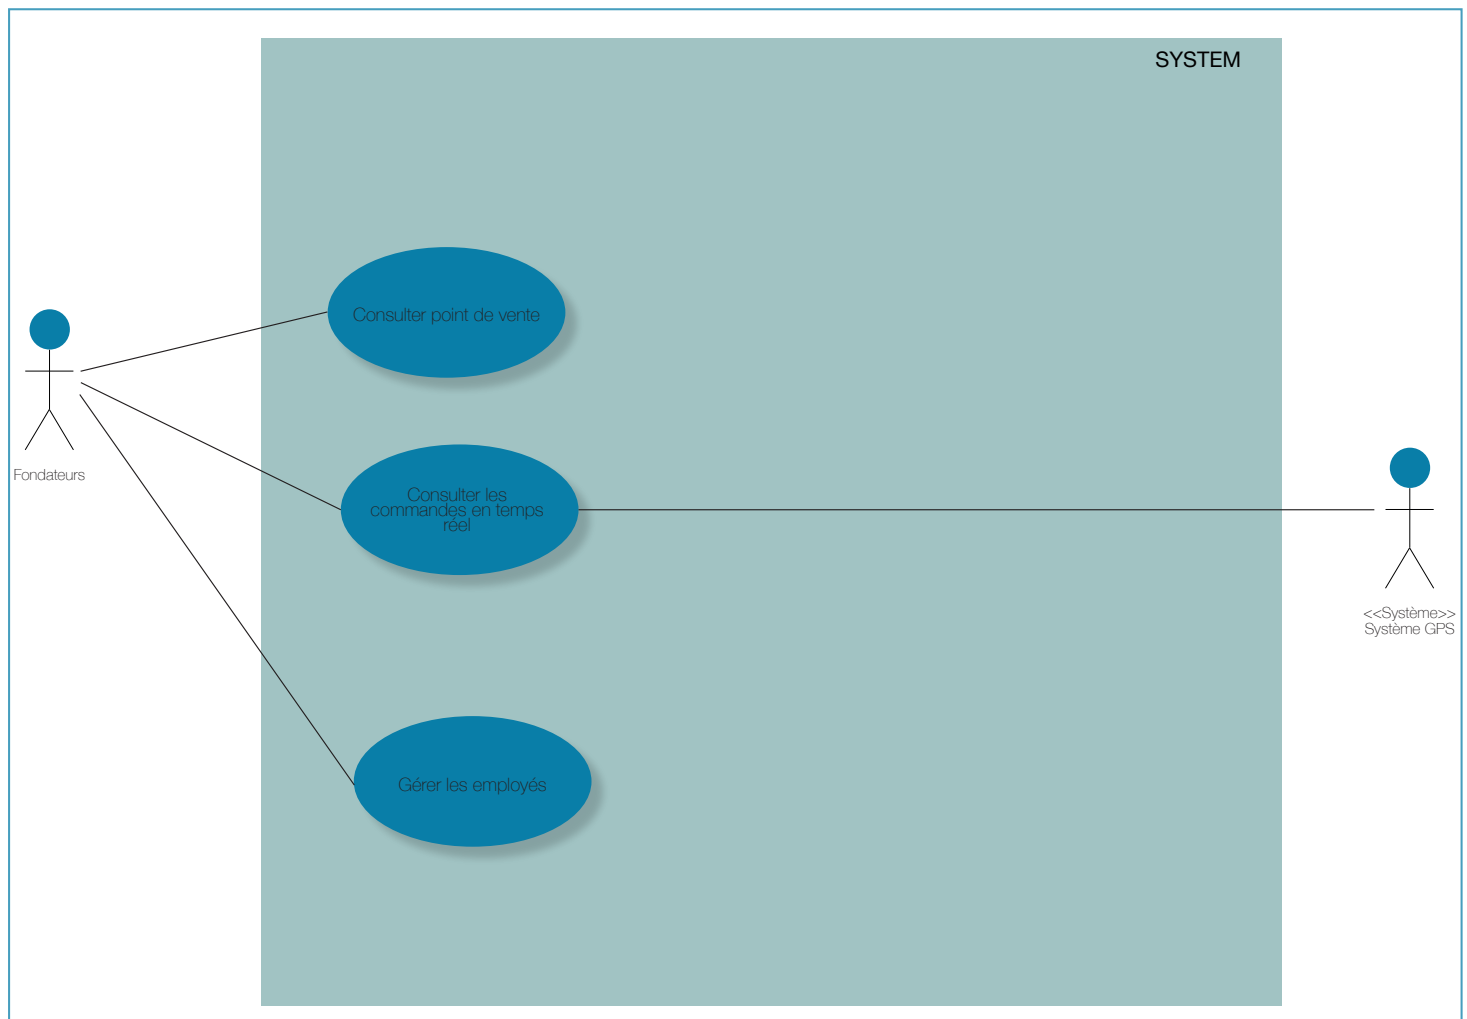 SYSTEM
Consulter point de vente
Fondateurs
Consulter les
commandes en temps
réel
<<Système>>
Système GPS
Gérer les employés